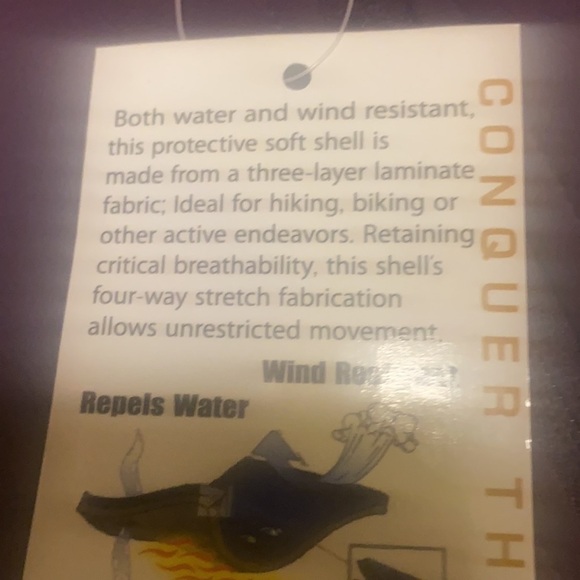 Both water and wind resistant,
this protective soft shell is
made from a three-layer laminate
fabric; Ideal for hiking, biking or
other active endeavors. Retaining
critical breathability, this shell's
four-way stretch fabrication
allows unrestricted movement.
Wind
Repels Water
CONQUER TH